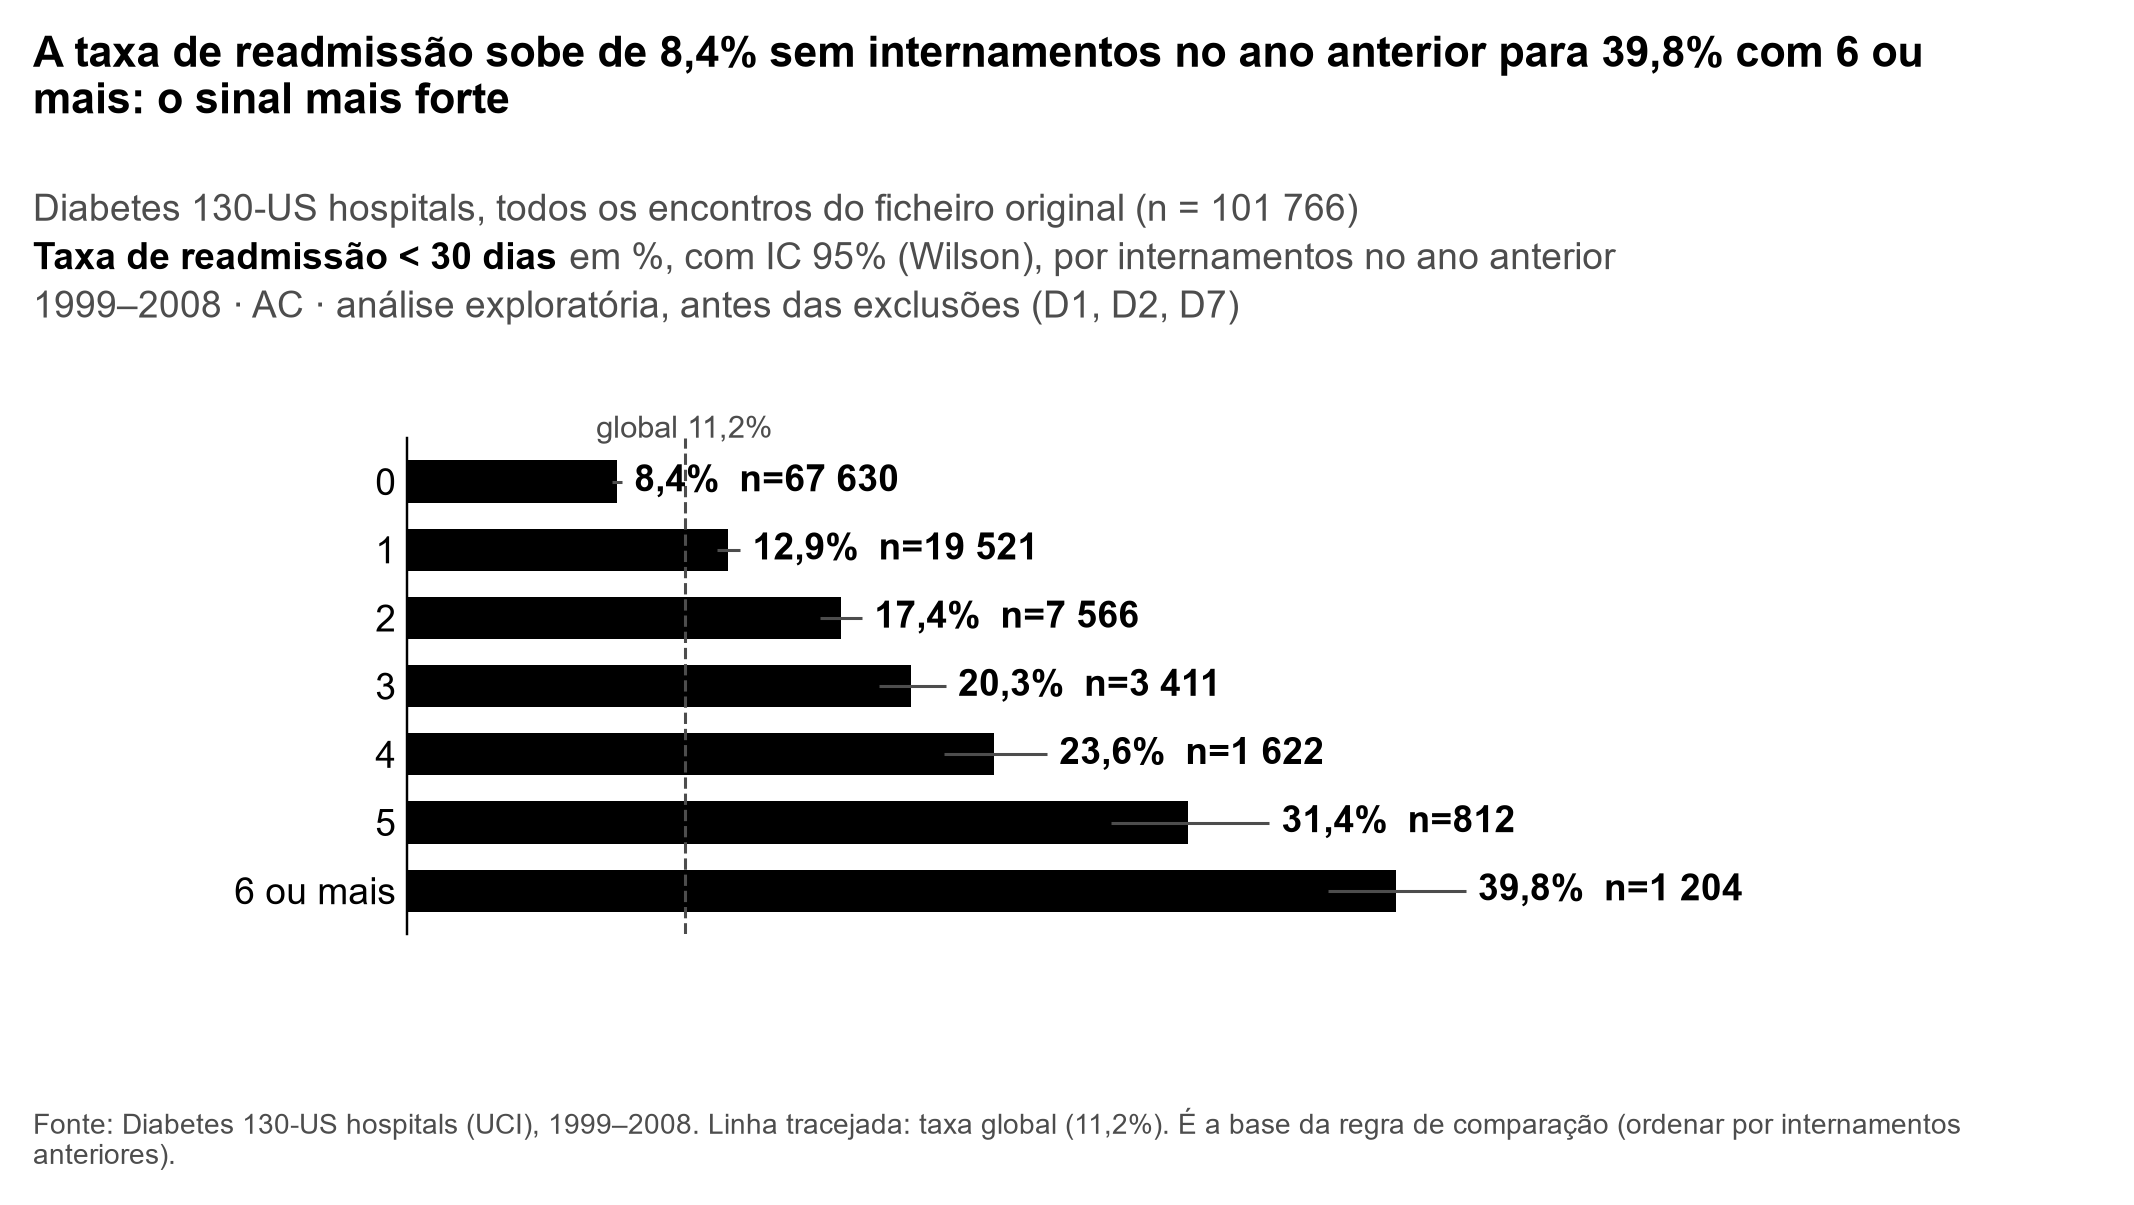 A taxa de readmissão sobe de 8,4% sem internamentos no ano anterior para 39,8% com 6 ou
mais: o sinal mais forte
Diabetes 130-US hospitals, todos os encontros do ficheiro original (n = 101 766)
Taxa de readmissão < 30 dias em %, com IC 95% (Wilson), por internamentos no ano anterior
1999–2008 · AC · análise exploratória, antes das exclusões (D1, D2, D7)
global 11,2%
0 8,4% n=67 630
1 12,9% n=19 521
2 17,4% n=7 566
3 20,3% n=3 411
4 23,6% n=1 622
5 31,4% n=812
6 ou mais 39,8% n=1 204
Fonte: Diabetes 130-US hospitals (UCI), 1999–2008. Linha tracejada: taxa global (11,2%). É a base da regra de comparação (ordenar por internamentos
anteriores).